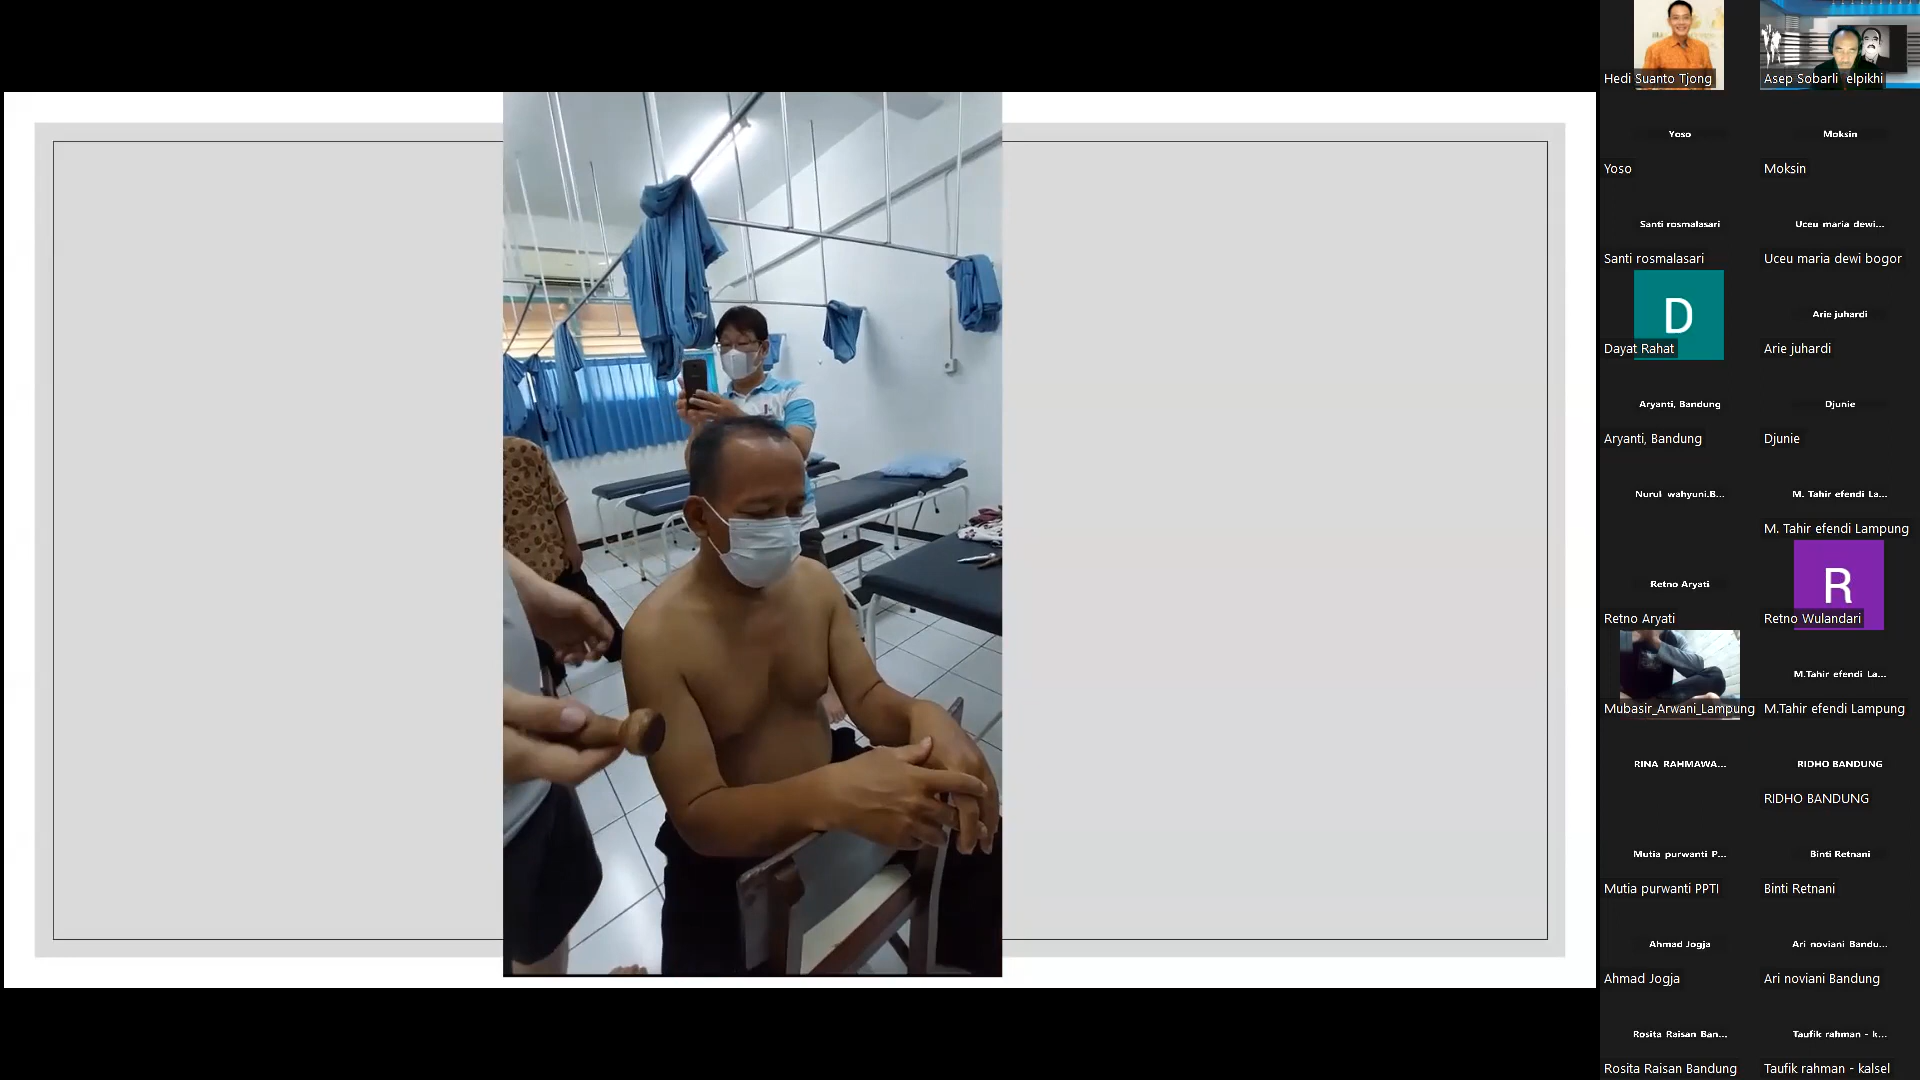 Hedi Suanto Tjong
Asep Sobarli elpikhi
Yoso
Moksin
Yoso
Moksin
Santi rosmalasari
Uceu maria dewi...
Santi rosmalasari
Uceu maria dewi bogor
D
Arie juhardi
Dayat Rahat
Arie juhardi
Aryanti, Bandung
Djunie
Aryanti, Bandung
Djunie
Nurul wahyuni.B...
M. Tahir efendi La...
M. Tahir efendi Lampung
Retno Aryati
R
Retno Aryati
Retno Wulandari
M.Tahir efendi La...
Mubasir_Arwani_Lampung
M.Tahir efendi Lampung
RINA RAHMAWA...
RIDHO BANDUNG
RIDHO BANDUNG
Mutia purwanti P...
Binti Retnani
Mutia purwanti PPTI
Binti Retnani
Ahmad Jogja
Ari noviani Bandu...
Ahmad Jogja
Ari noviani Bandung
Rosita Raisan Ban...
Taufik rahman - k...
Rosita Raisan Bandung
Taufik rahman - kalsel